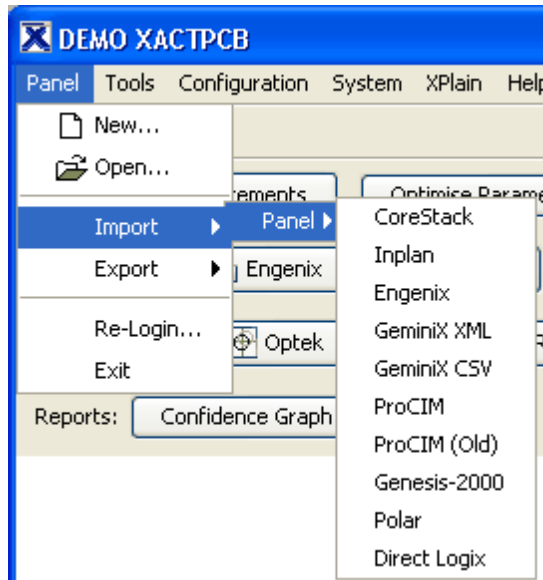 DEMO XACTPCB
Panel Tools Configuration System XPlain Help
New...
Open...
Import
Export
Re-Login...
Exit
Panel
CoreStack
Inplan
Engenix
GeminiX XML
GeminiX CSV
ProCIM
ProCIM (Old)
Genesis-2000
Polar
Direct Logix
Engenix
Optek
Reports: Confidence Graph